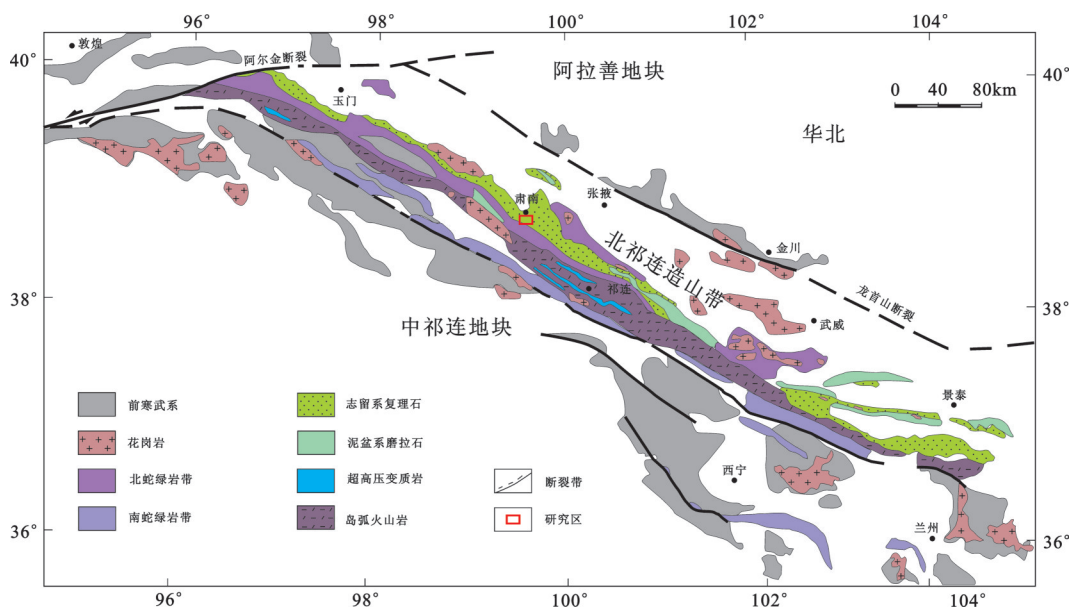 96°
98°
100°
102°
104°
40°
敦煌
阿尔金断裂
阿拉善地块
40°
玉门
0 40 80km
华北
肃南
张掖
北祁连造山带
金川
38°
祁连
龙首山断裂
38°
中祁连地块
武威
景泰
前寒武系
志留系复理石
花岗岩
泥盆系磨拉石
北蛇绿岩带
超高压变质岩
断裂带
南蛇绿岩带
岛弧火山岩
研究区
西宁
兰州
36°
36°
96°
98°
100°
102°
104°